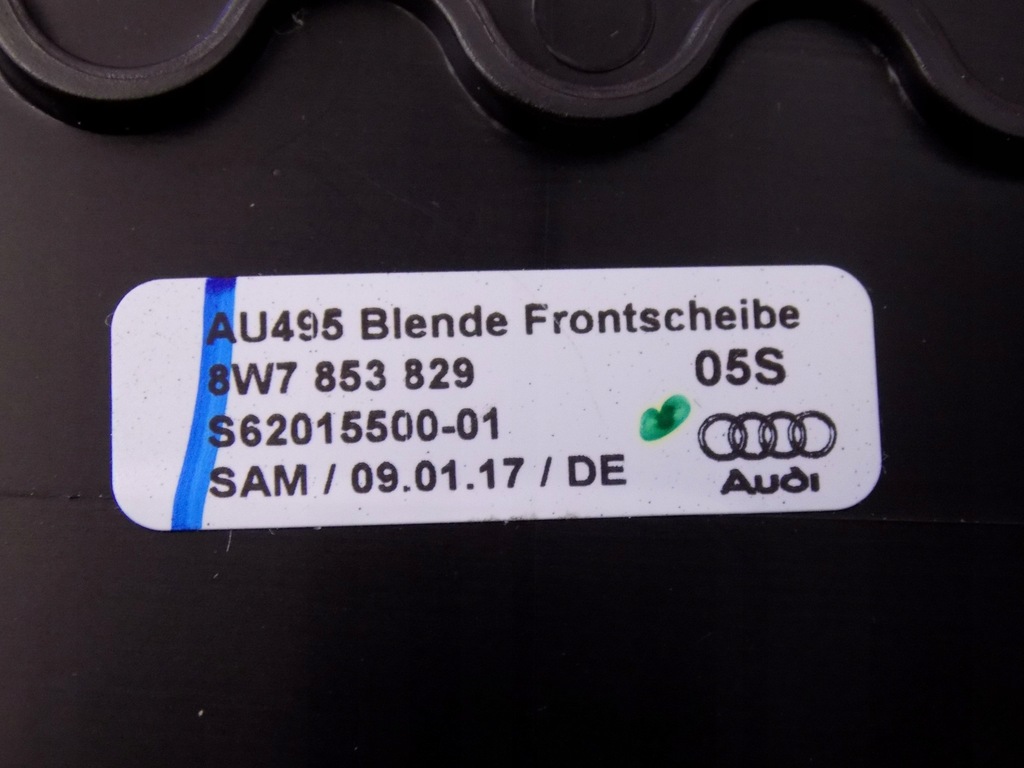 AU495 Blende Frontscheibe
8W7 853 829 05S
S62015500-01
SAM / 09.01.17 / DE
Audi